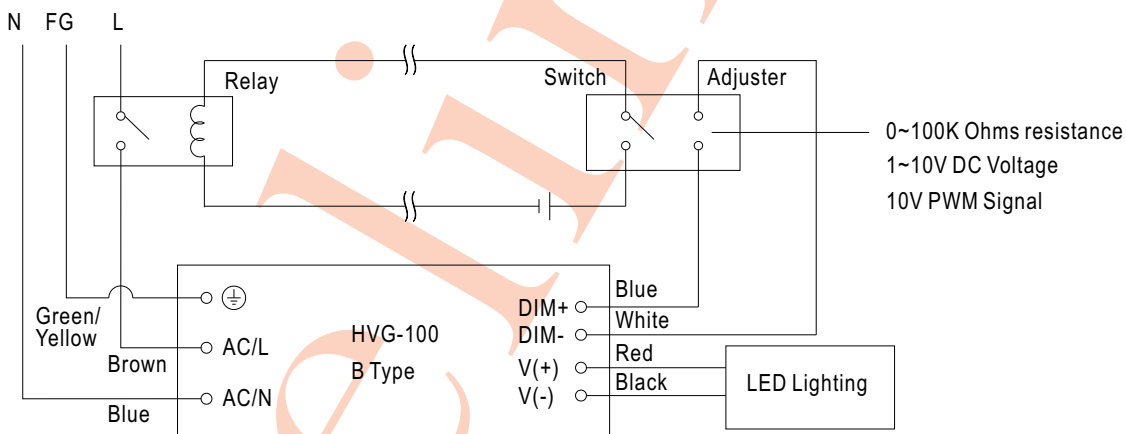 N FG L
Relay
Switch
Adjuster
0~100K Ohms resistance
1~10V DC Voltage
10V PWM Signal
Green/
Yellow
Brown
Blue
AC/L
AC/N
HVG-100
B Type
DIM+
DIM-
V(+)
V(-)
Blue
White
Red
Black
LED Lighting